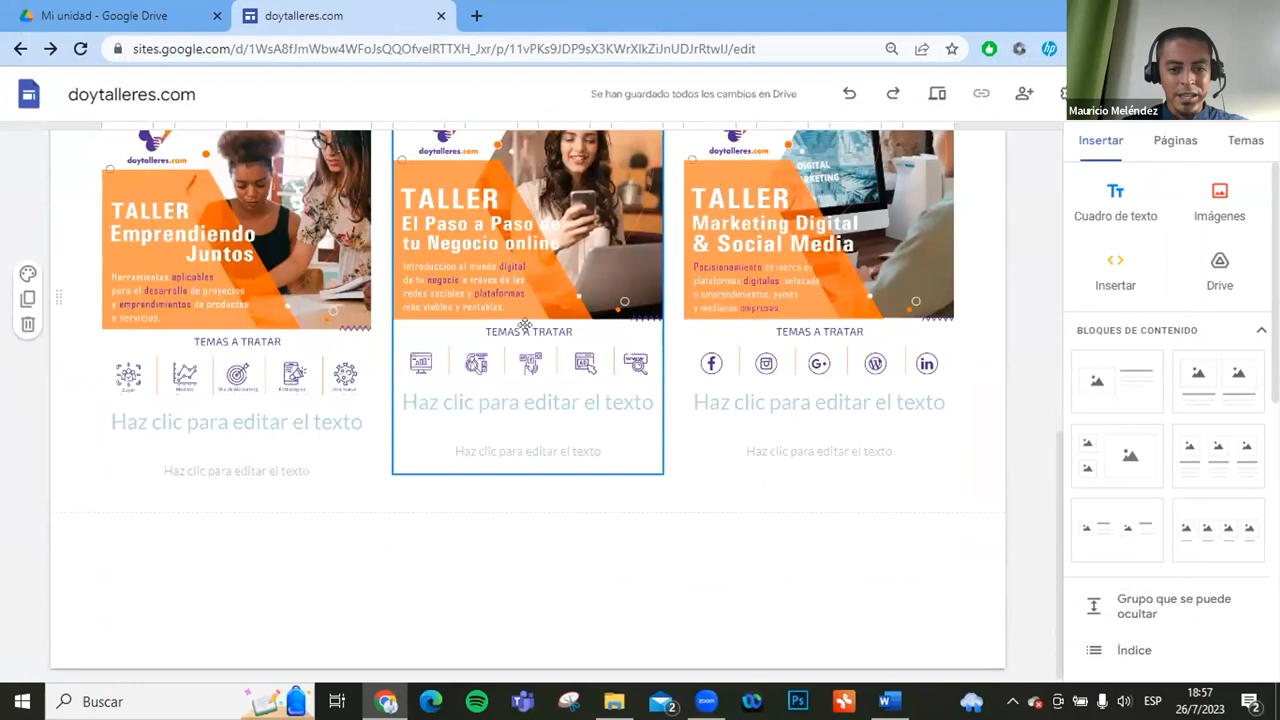 Mi unidad - Google Drive
doytalleres.com
sites.google.com/d/1WsA8fJmWbw4WFoJsQQOfvelRTTXH_Jxr/p/11vPKs9JDP9sX3KWrXlkZiJnUDJrRtwlJ/edit
doytalleres.com
Se han guardado todos los cambios en Drive
Mauricio Meléndez
Insertar
Páginas
Temas
Cuadro de texto
Imágenes
Insertar
Drive
BLOQUES DE CONTENIDO
Grupo que se puede
ocultar
Índice
doytalleres.com
TALLER
Emprendiendo
Juntos
Herramientas aplicables
para el desarrollo de proyectos
y emprendimientos de productos
o servicios.
TEMAS A TRATAR
Haz clic para editar el texto
Haz clic para editar el texto
doytalleres.com
TALLER
El Paso a Paso de
tu Negocio online
Introducción al mundo digital
de tu negocio a tráves de las
redes sociales y plataformas
más viables y rentables.
TEMAS A TRATAR
Haz clic para editar el texto
Haz clic para editar el texto
doytalleres.com
DIGITAL
MARKETING
TALLER
Marketing Digital
& Social Media
Posicionamiento de marca en
plataformas digitales enfocada
a emprendimientos, pymes
y medianas empresas.
TEMAS A TRATAR
Haz clic para editar el texto
Haz clic para editar el texto
Buscar
2
ESP
18:57
26/7/2023
2